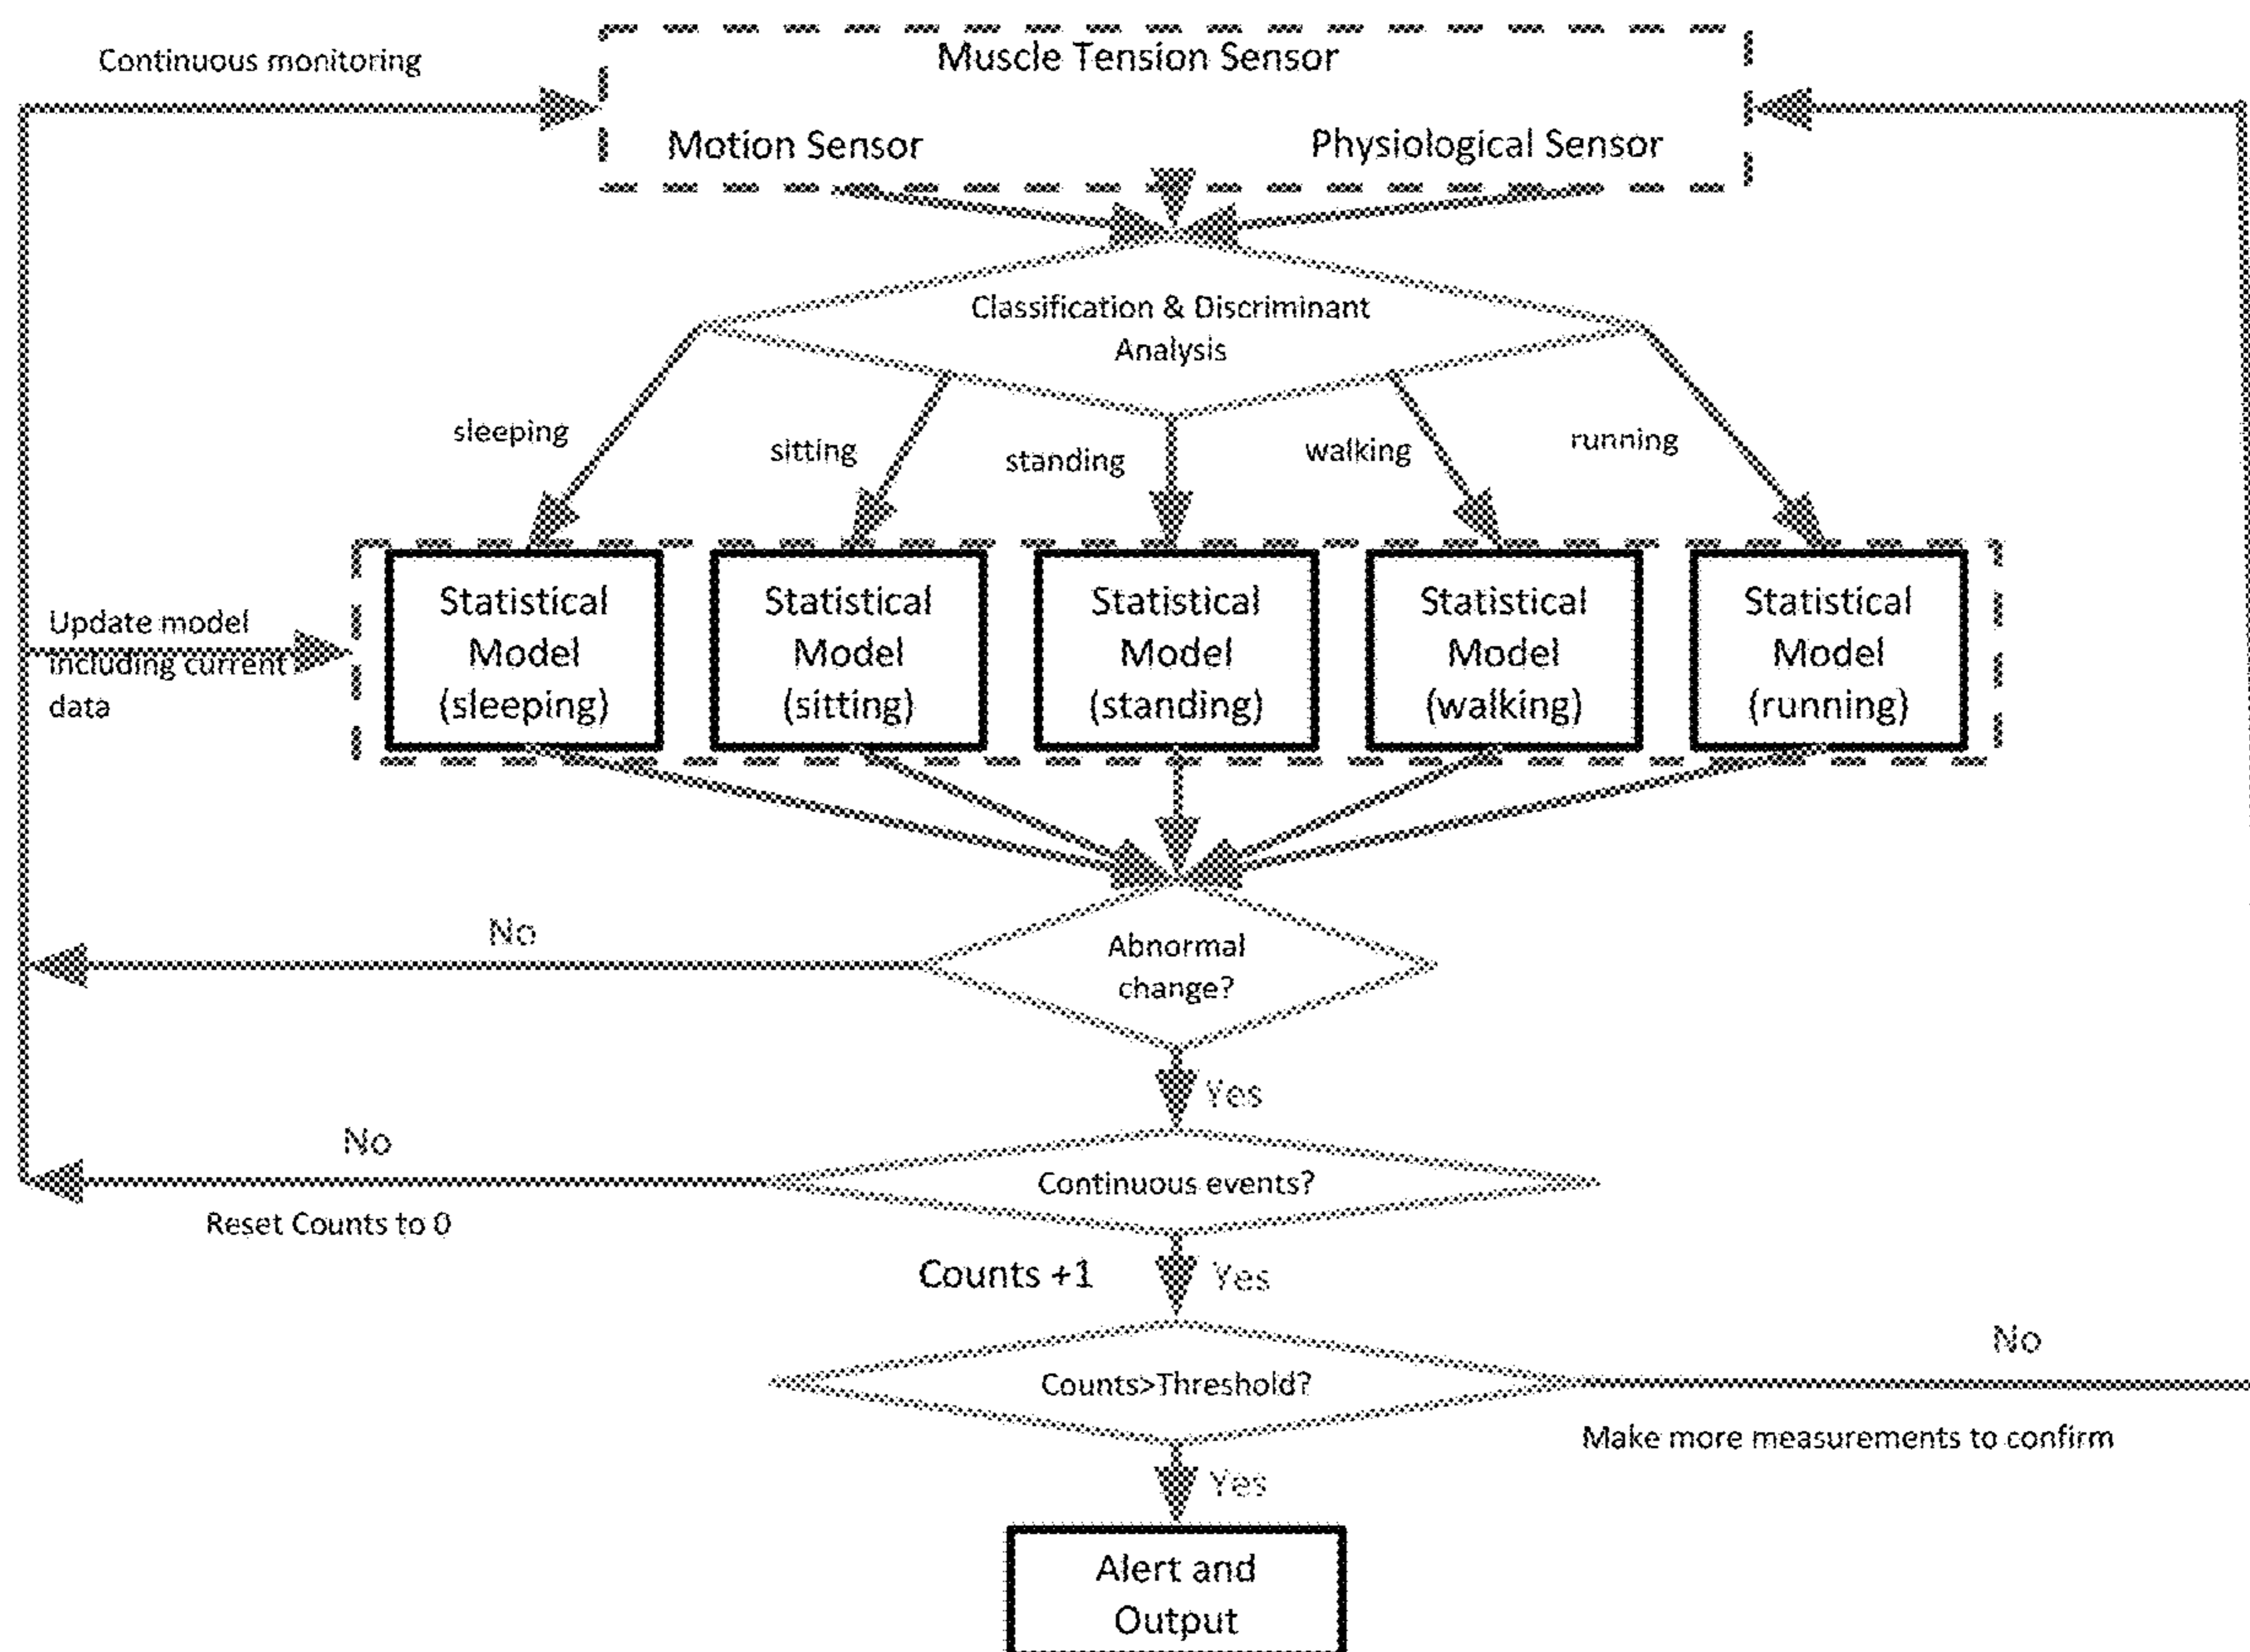 Continuous monitoring
Muscle Tension Sensor
Motion Sensor
Physiological Sensor
Classification & Discriminant
Analysis
sleeping
sitting
standing
walking
running
Update model
including current
data
Statistical
Model
(sleeping)
Statistical
Model
(sitting)
Statistical
Model
(standing)
Statistical
Model
(walking)
Statistical
Model
(running)
No
Abnormal
change?
Yes
No
Continuous events?
Reset Counts to 0
Counts +1
Yes
No
Counts>Threshold?
Make more measurements to confirm
Yes
Alert and
Output